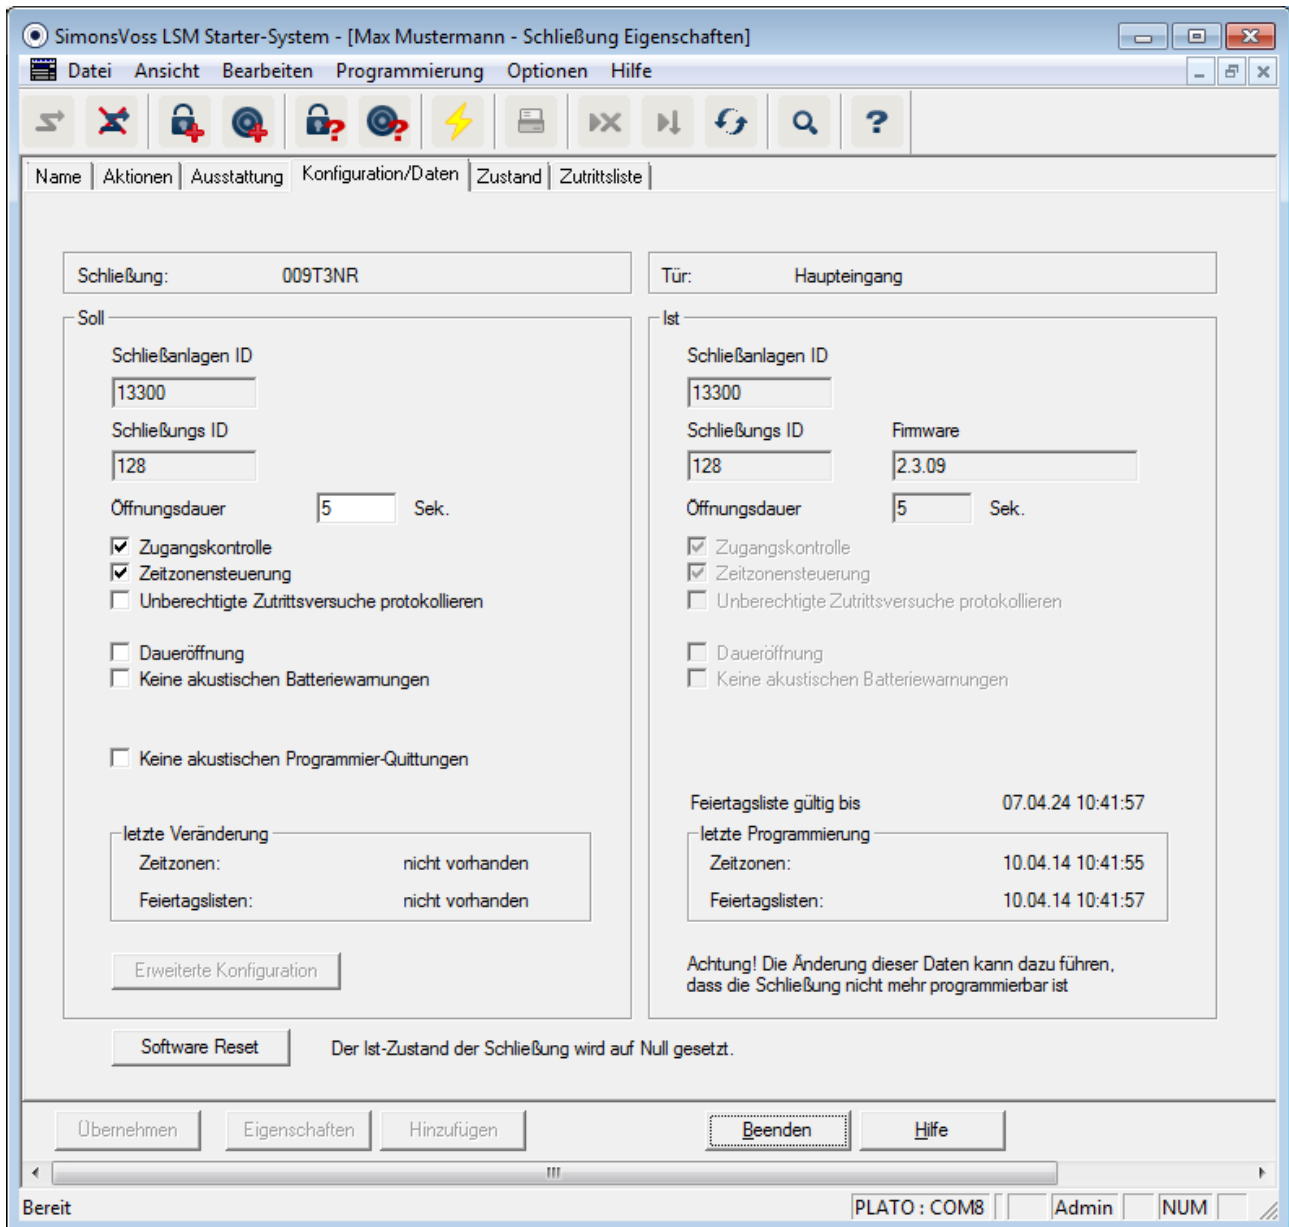 SimonsVoss LSM Starter-System - [Max Mustermann - Schließung Eigenschaften]
Datei Ansicht Bearbeiten Programmierung Optionen Hilfe
Name Aktionen Ausstattung Konfiguration/Daten Zustand Zutrittsliste
Schließung: 009T3NR
Tür: Haupteingang
Soll
Schließanlagen ID
13300
Schließungs ID
128
Öffnungsdauer 5 Sek.
Zugangskontrolle
Zeitzonensteuerung
Unberechtigte Zutrittsversuche protokollieren
Daueröffnung
Keine akustischen Batteriewarnungen
Keine akustischen Programmier-Quittungen
letzte Veränderung
Zeitzonen: nicht vorhanden
Feiertagslisten: nicht vorhanden
Erweiterte Konfiguration
Ist
Schließanlagen ID
13300
Schließungs ID Firmware
128 2.3.09
Öffnungsdauer 5 Sek.
Zugangskontrolle
Zeitzonensteuerung
Unberechtigte Zutrittsversuche protokollieren
Daueröffnung
Keine akustischen Batteriewarnungen
Feiertagsliste gültig bis 07.04.24 10:41:57
letzte Programmierung
Zeitzonen: 10.04.14 10:41:55
Feiertagslisten: 10.04.14 10:41:57
Achtung! Die Änderung dieser Daten kann dazu führen,
dass die Schließung nicht mehr programmierbar ist
Software Reset Der Ist-Zustand der Schließung wird auf Null gesetzt.
Übernehmen Eigenschaften Hinzufügen Beenden Hilfe
Bereit PLATO : COM8 Admin NUM